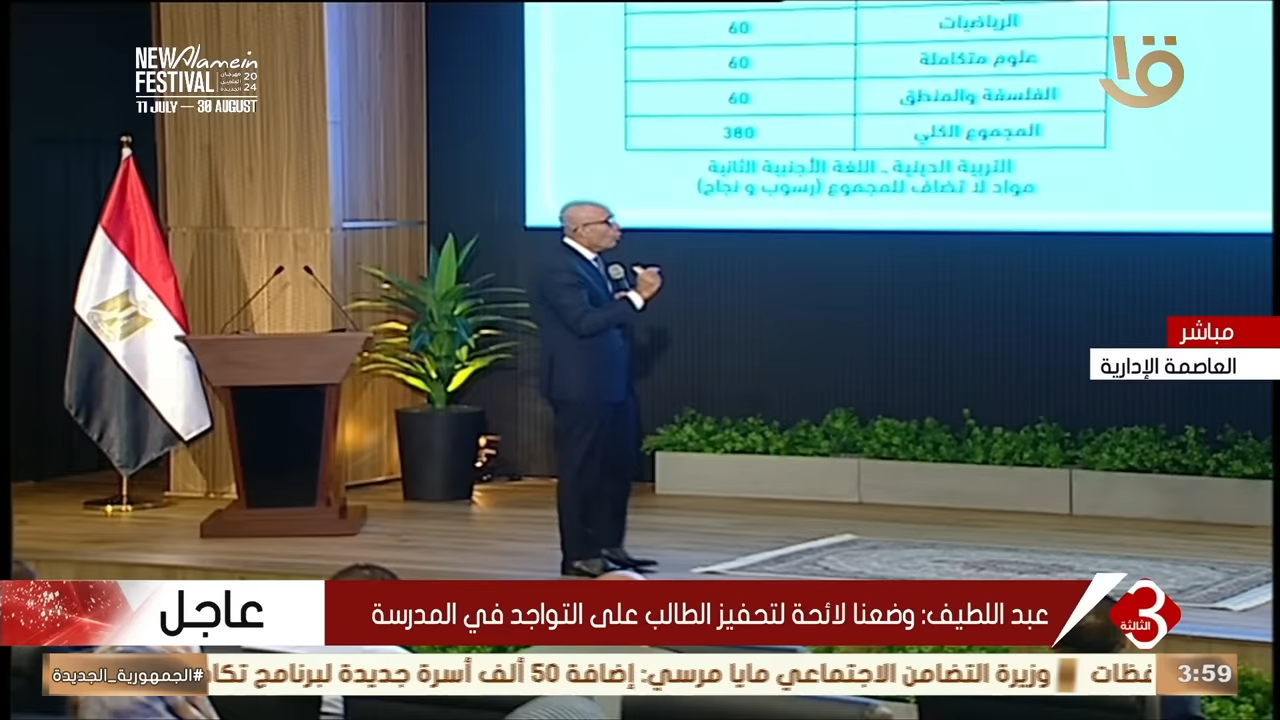 NEW Alamein
FESTIVAL
مهرجان
العلمين
الجديدة
20
24
11 JULY — 30 AUGUST
الرياضيات 60
علوم متكاملة 60
الفلسفة والمنطق 60
المجموع الكلي 380
التربية الدينية - اللغة الأجنبية الثانية
مواد لا تضاف للمجموع (رسوب و نجاح)
مباشر
العاصمة الإدارية
عاجل
عبد اللطيف: وضعنا لائحة لتحفيز الطالب على التواجد في المدرسة
3
الثالثة
وزيرة التضامن الاجتماعي مايا مرسي: إضافة 50 ألف أسرة جديدة لبرنامج
#الجمهورية_الجديدة
3:59